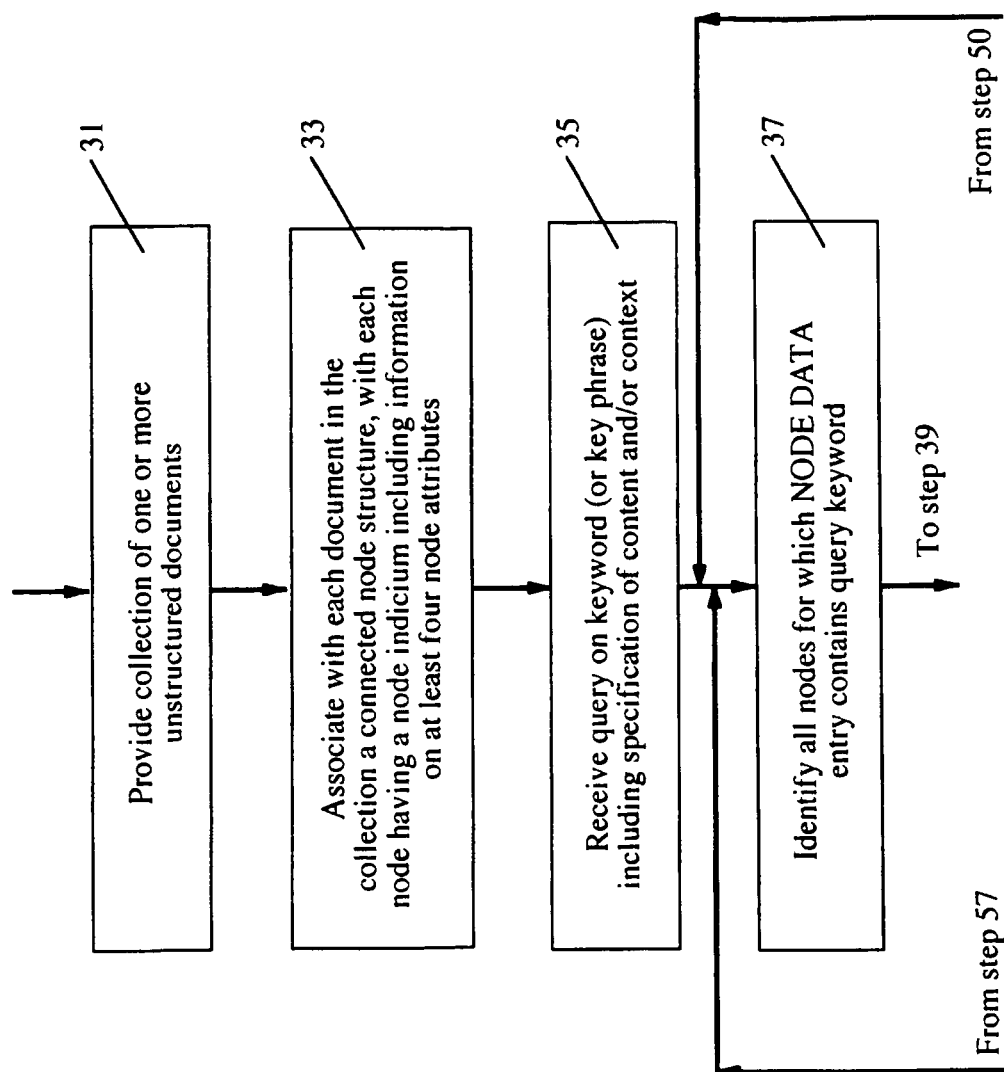 31
Provide collection of one or more
unstructured documents
33
Associate with each document in the
collection a connected node structure, with each
node having a node indicium including information
on at least four node attributes
35
Receive query on keyword (or key phrase)
including specification of content and/or context
From step 50
37
Identify all nodes for which NODE DATA
entry contains query keyword
From step 57
To step 39